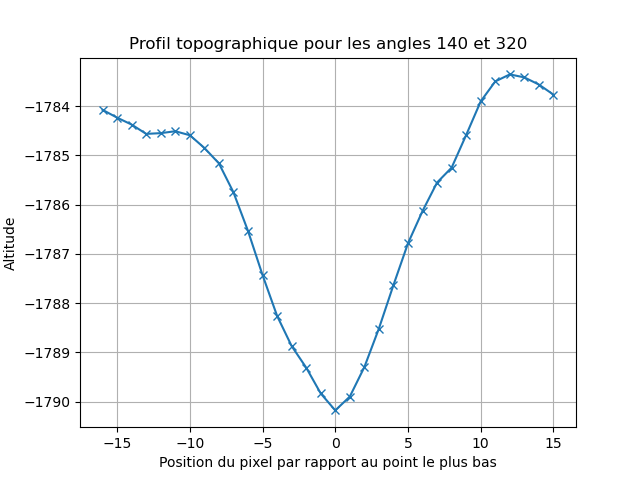 Profil topographique pour les angles 140 et 320
−1784
−1785
−1786
−1787
−1788
−1789
−1790
Altitude
−15 −10 −5 0 5 10 15
Position du pixel par rapport au point le plus bas